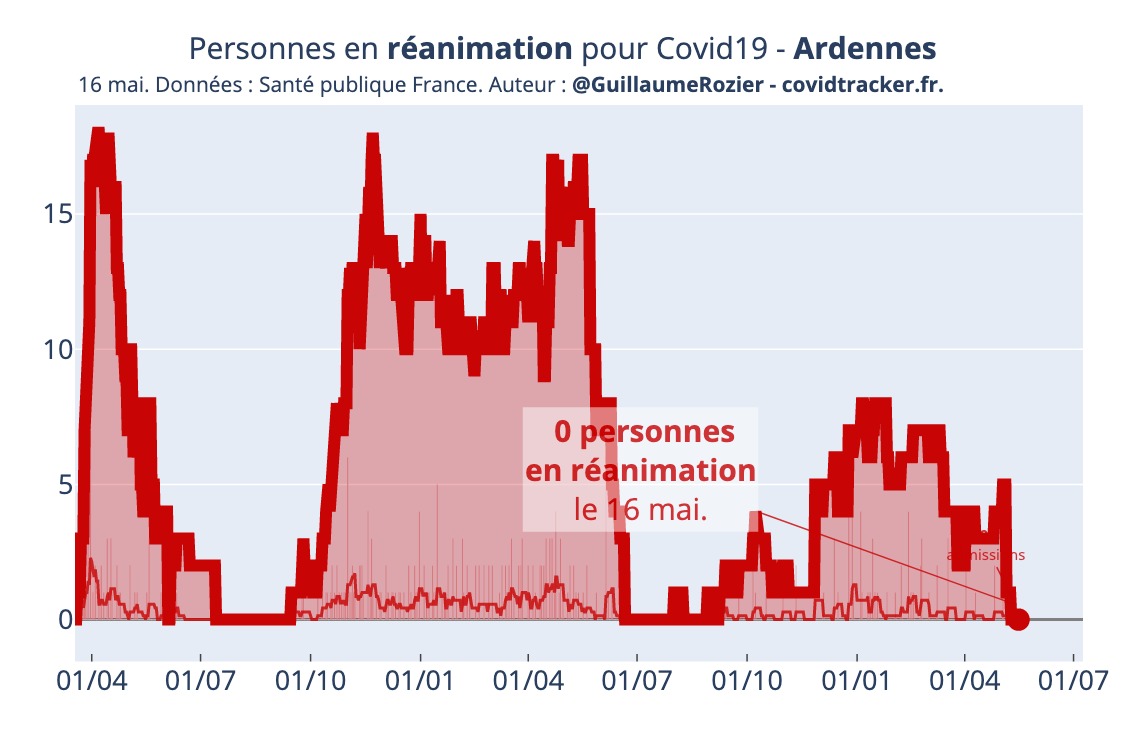 Personnes en réanimation pour Covid19 - Ardennes
16 mai. Données : Santé publique France. Auteur : @GuillaumeRozier - covidtracker.fr.
15
10
5
0
0 personnes
en réanimation
le 16 mai.
01/04 01/07 01/10 01/01 01/04 01/07 01/10 01/01 01/04 01/07